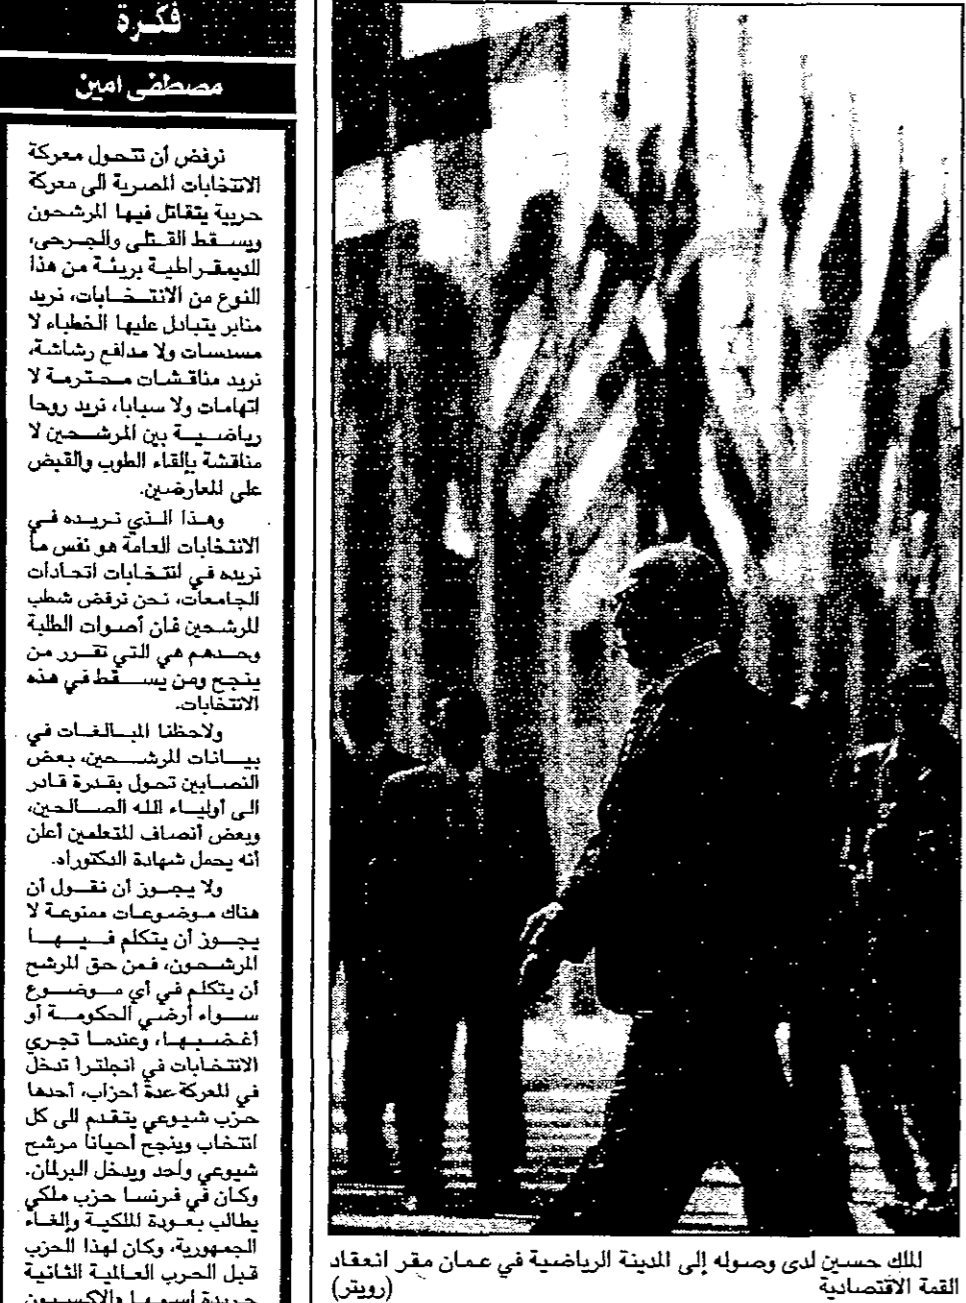 فكرة
مصطفى امين
نرفض أن تتحول معركة
الانتخابات المصرية الى معركة
حربية يتقاتل فيها المرشحون
ويسقط القتلى والجرحى،
الديمقراطية بريئة من هذا
النوع من الانتخابات، نريد
منابر يتبادل عليها الخطباء لا
مسدسات ولا مدافع رشاشة،
نريد مناقشات محترمة لا
اتهامات ولا سبابا، نريد روحا
رياضية بين المرشحين لا
مناقشة بإلقاء الطوب والقبض
على المعارضين.
وهذا الذي نريده في
الانتخابات العامة هو نفس ما
نريده في انتخابات اتحادات
الجامعات، نحن نرفض شطب
المرشحين فان أصوات الطلبة
وحدهم هي التي تقرر من
ينجح ومن يسقط في هذه
الانتخابات.
ولاحظنا المبالغات في
بيانات المرشحين، بعض
النصابين تحول بقدرة قادر
الى أولياء الله الصالحين،
وبعض أنصاف المتعلمين أعلن
أنه يحمل شهادة الدكتوراه.
ولا يجوز أن نقول أن
هناك موضوعات ممنوعة لا
يجوز أن يتكلم فيها
المرشحون، فمن حق المرشح
أن يتكلم في أي موضوع
سواء أرضى الحكومة أو
أغضبها، وعندما تجري
الانتخابات في انجلترا تدخل
في المعركة عدة أحزاب، أحدها
حزب شيوعي يتقدم الى كل
انتخاب وينجح أحيانا مرشح
شيوعي واحد ويدخل البرلمان.
وكان في فرنسا حزب ملكي
يطالب بعودة الملكية وإلغاء
الجمهورية، وكان لهذا الحزب
قبل الحرب العالمية الثانية
جريدة اسمها «الاكسيون
الملك حسين لدى وصوله إلى المدينة الرياضية في عمان مقر انعقاد
القمة الاقتصادية (رويتر)